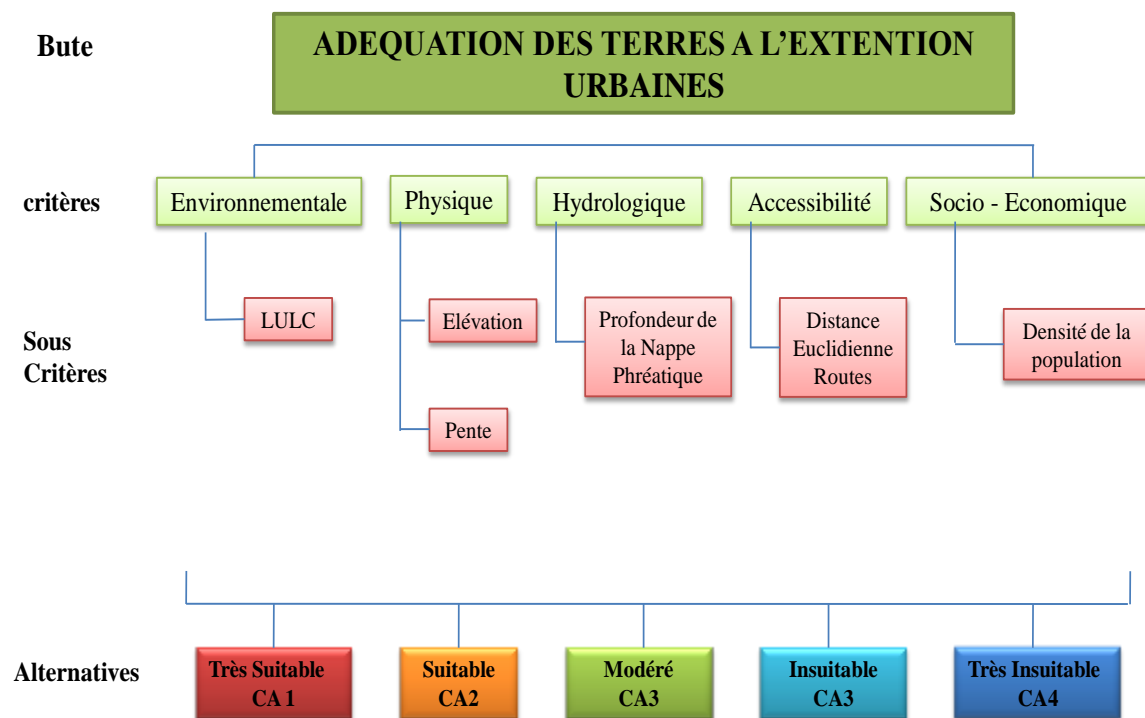 Bute
ADEQUATION DES TERRES A L’EXTENTION
URBAINES
critères
Environnementale
Physique
Hydrologique
Accessibilité
Socio - Economique
Sous
Critères
LULC
Elévation
Pente
Profondeur de
la Nappe
Phréatique
Distance
Euclidienne
Routes
Densité de la
population
Alternatives
Très Suitable
CA 1
Suitable
CA2
Modéré
CA3
Insuitable
CA3
Très Insuitable
CA4